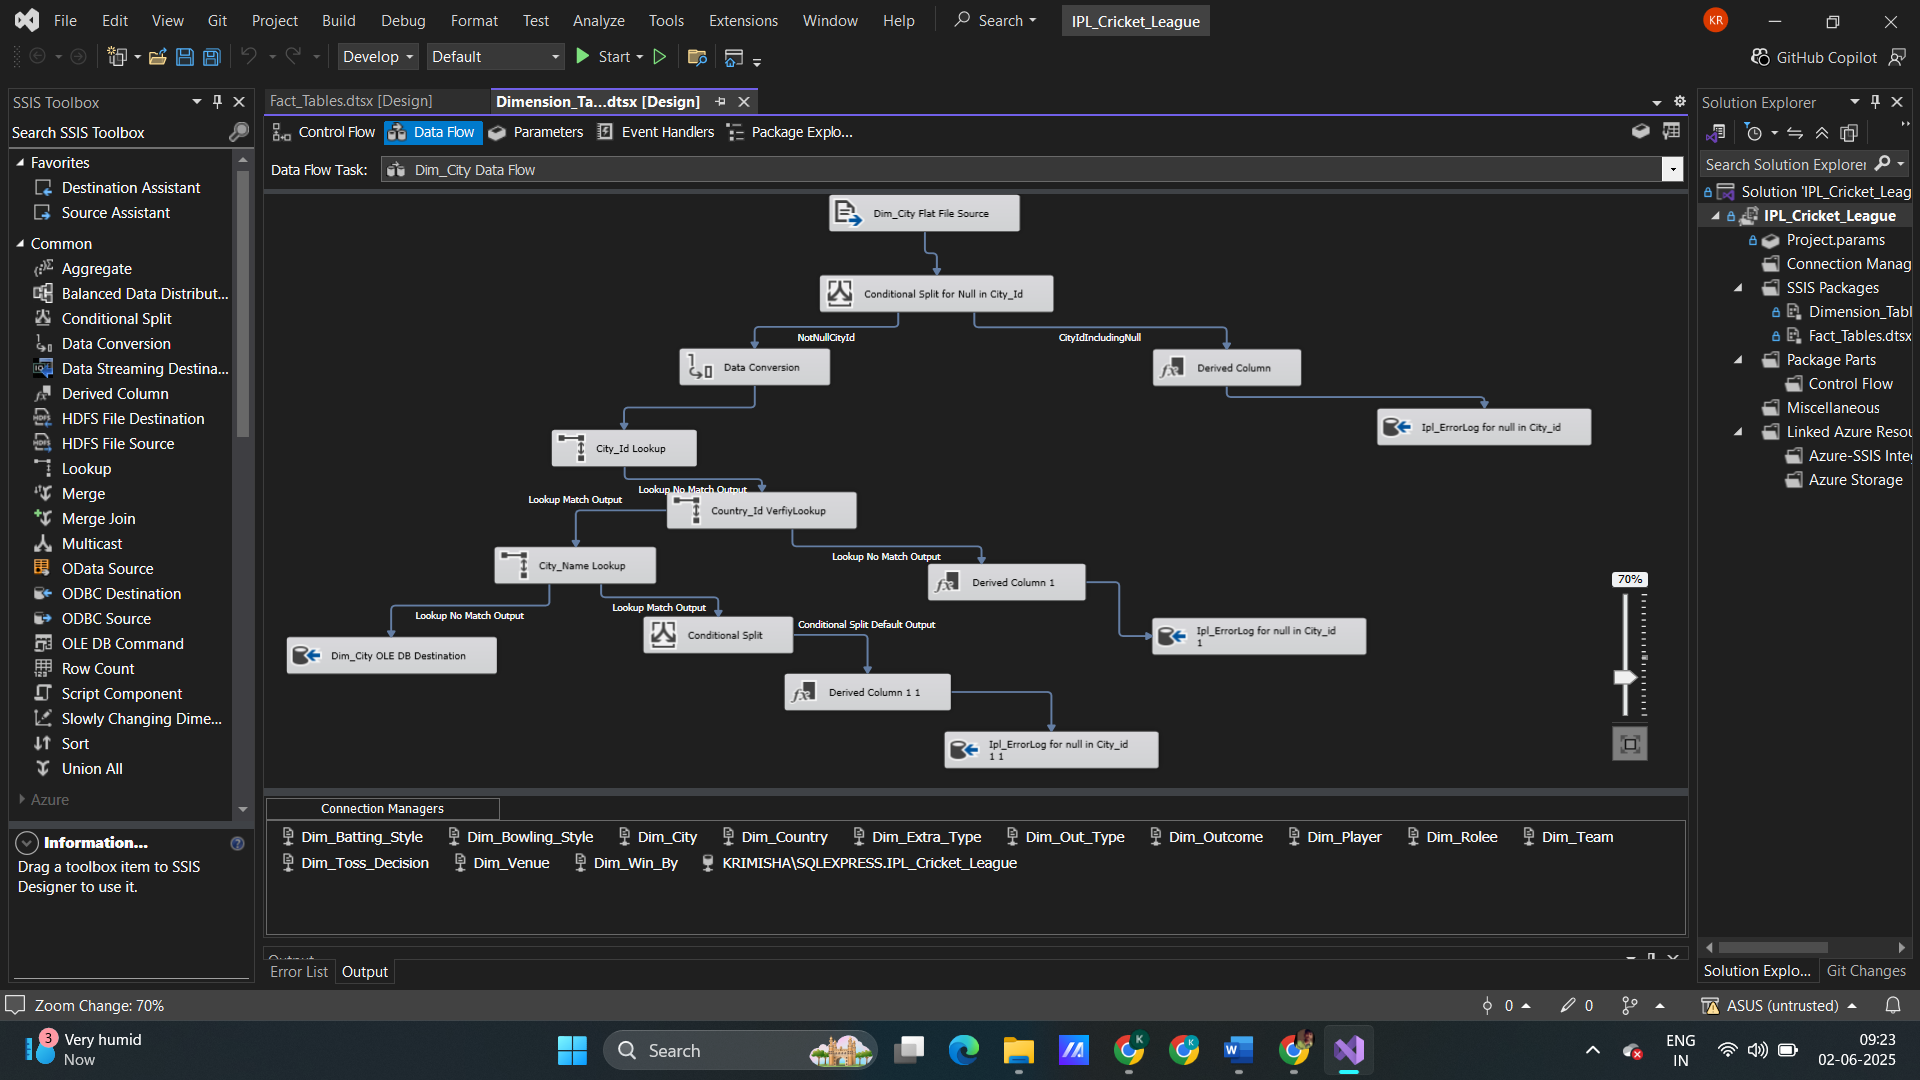 File Edit View Git Project Build Debug Format Test Analyze Tools Extensions Window Help Search IPL_Cricket_League KR
Develop Default Start GitHub Copilot
SSIS Toolbox
Search SSIS Toolbox
Favorites
Destination Assistant
Source Assistant
Common
Aggregate
Balanced Data Distribut...
Conditional Split
Data Conversion
Data Streaming Destina...
Derived Column
HDFS File Destination
HDFS File Source
Lookup
Merge
Merge Join
Multicast
OData Source
ODBC Destination
ODBC Source
OLE DB Command
Row Count
Script Component
Slowly Changing Dime...
Sort
Union All
Azure
Information...
Drag a toolbox item to SSIS
Designer to use it.
Fact_Tables.dtsx [Design] Dimension_Ta...dtsx [Design]
Control Flow Data Flow Parameters Event Handlers Package Explo...
Data Flow Task: Dim_City Data Flow
Dim_City Flat File Source
Conditional Split for Null in City_Id
NotNullCityId CityIdIncludingNull
Data Conversion Derived Column
Ipl_ErrorLog for null in City_id
City_Id Lookup
Lookup No Match Output
Lookup Match Output
Country_Id VerfiyLookup
Lookup No Match Output
City_Name Lookup
Derived Column 1
Lookup Match Output
Lookup No Match Output
Conditional Split Default Output
Conditional Split
Ipl_ErrorLog for null in City_id
1
Dim_City OLE DB Destination
Derived Column 1 1
Ipl_ErrorLog for null in City_id
1 1
70%
Connection Managers
Dim_Batting_Style Dim_Bowling_Style Dim_City Dim_Country Dim_Extra_Type Dim_Out_Type Dim_Outcome Dim_Player Dim_Rolee Dim_Team
Dim_Toss_Decision Dim_Venue Dim_Win_By KRIMISHA\SQLEXPRESS.IPL_Cricket_League
Output
Error List Output
Solution Explorer
Search Solution Explorer
Solution 'IPL_Cricket_Leag
IPL_Cricket_League
Project.params
Connection Manag
SSIS Packages
Dimension_Tabl
Fact_Tables.dtsx
Package Parts
Control Flow
Miscellaneous
Linked Azure Resou
Azure-SSIS Inte
Azure Storage
Solution Explo... Git Changes
Zoom Change: 70% 0 0 ASUS (untrusted)
3 Very humid
Now
Search
ENG
IN
09:23
02-06-2025